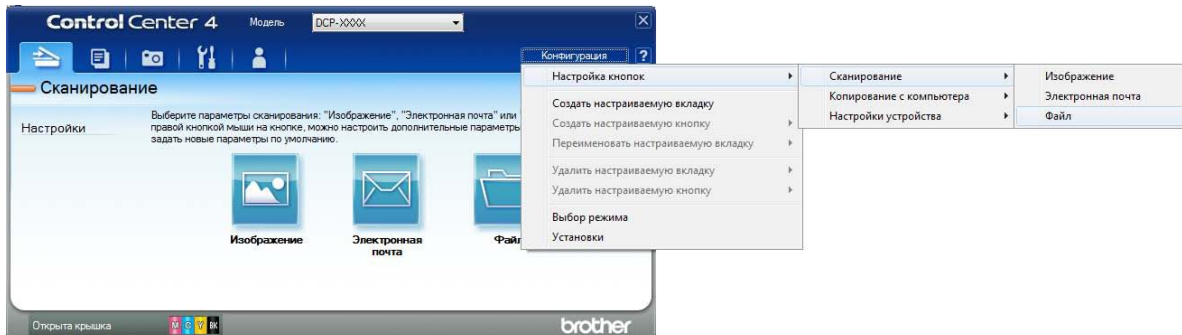 Control Center 4 Модель DCP-XXXX
Конфигурация ?
Сканирование
Настройки
Выберите параметры сканирования: "Изображение", "Электронная почта" или
правой кнопкой мыши на кнопке, можно настроить дополнительные параметры
задать новые параметры по умолчанию.
Изображение
Электронная
почта
Файл
Настройка кнопок
Создать настраиваемую вкладку
Создать настраиваемую кнопку
Переименовать настраиваемую вкладку
Удалить настраиваемую вкладку
Удалить настраиваемую кнопку
Выбор режима
Установки
Сканирование
Копирование с компьютера
Настройки устройства
Изображение
Электронная почта
Файл
Открыта крышка M C Y BK brother